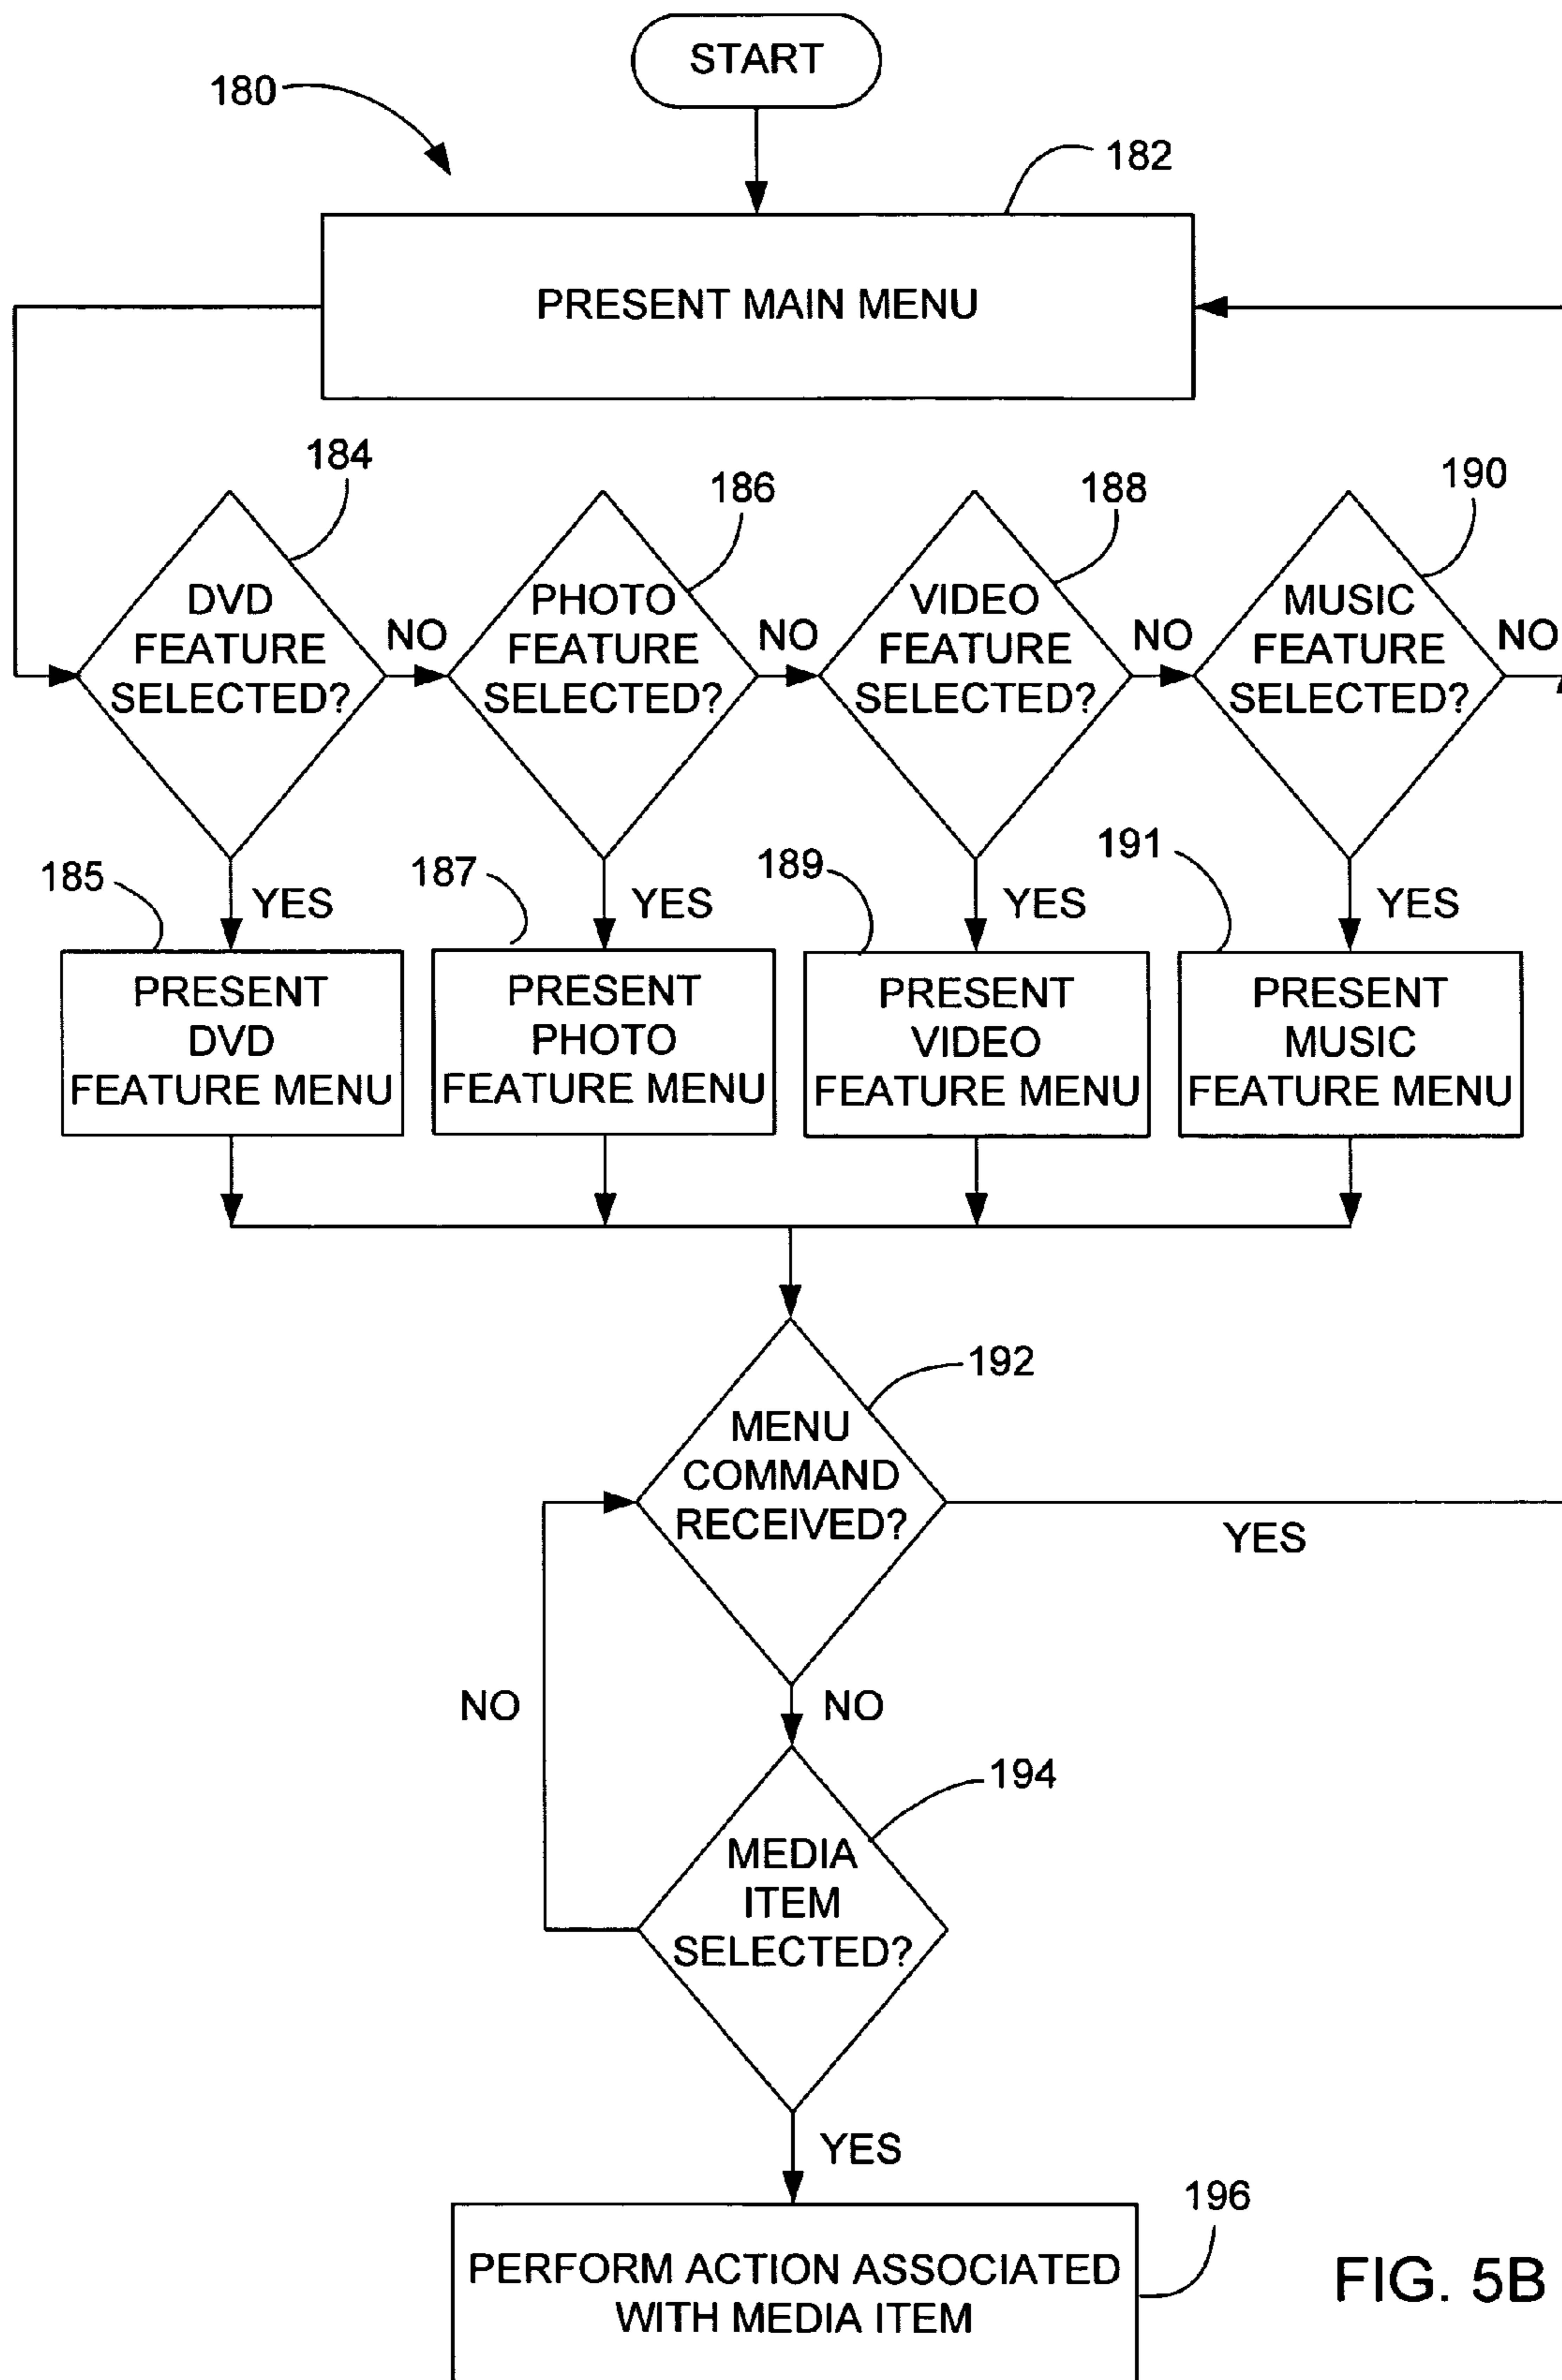 START
180
182
PRESENT MAIN MENU
184
186
188
190
DVD
FEATURE
SELECTED?
NO
PHOTO
FEATURE
SELECTED?
NO
VIDEO
FEATURE
SELECTED?
NO
MUSIC
FEATURE
SELECTED?
NO
185
YES
187
YES
189
YES
191
YES
PRESENT
DVD
FEATURE MENU
PRESENT
PHOTO
FEATURE MENU
PRESENT
VIDEO
FEATURE MENU
PRESENT
MUSIC
FEATURE MENU
192
MENU
COMMAND
RECEIVED?
YES
NO
NO
194
MEDIA
ITEM
SELECTED?
YES
196
PERFORM ACTION ASSOCIATED
WITH MEDIA ITEM
FIG. 5B